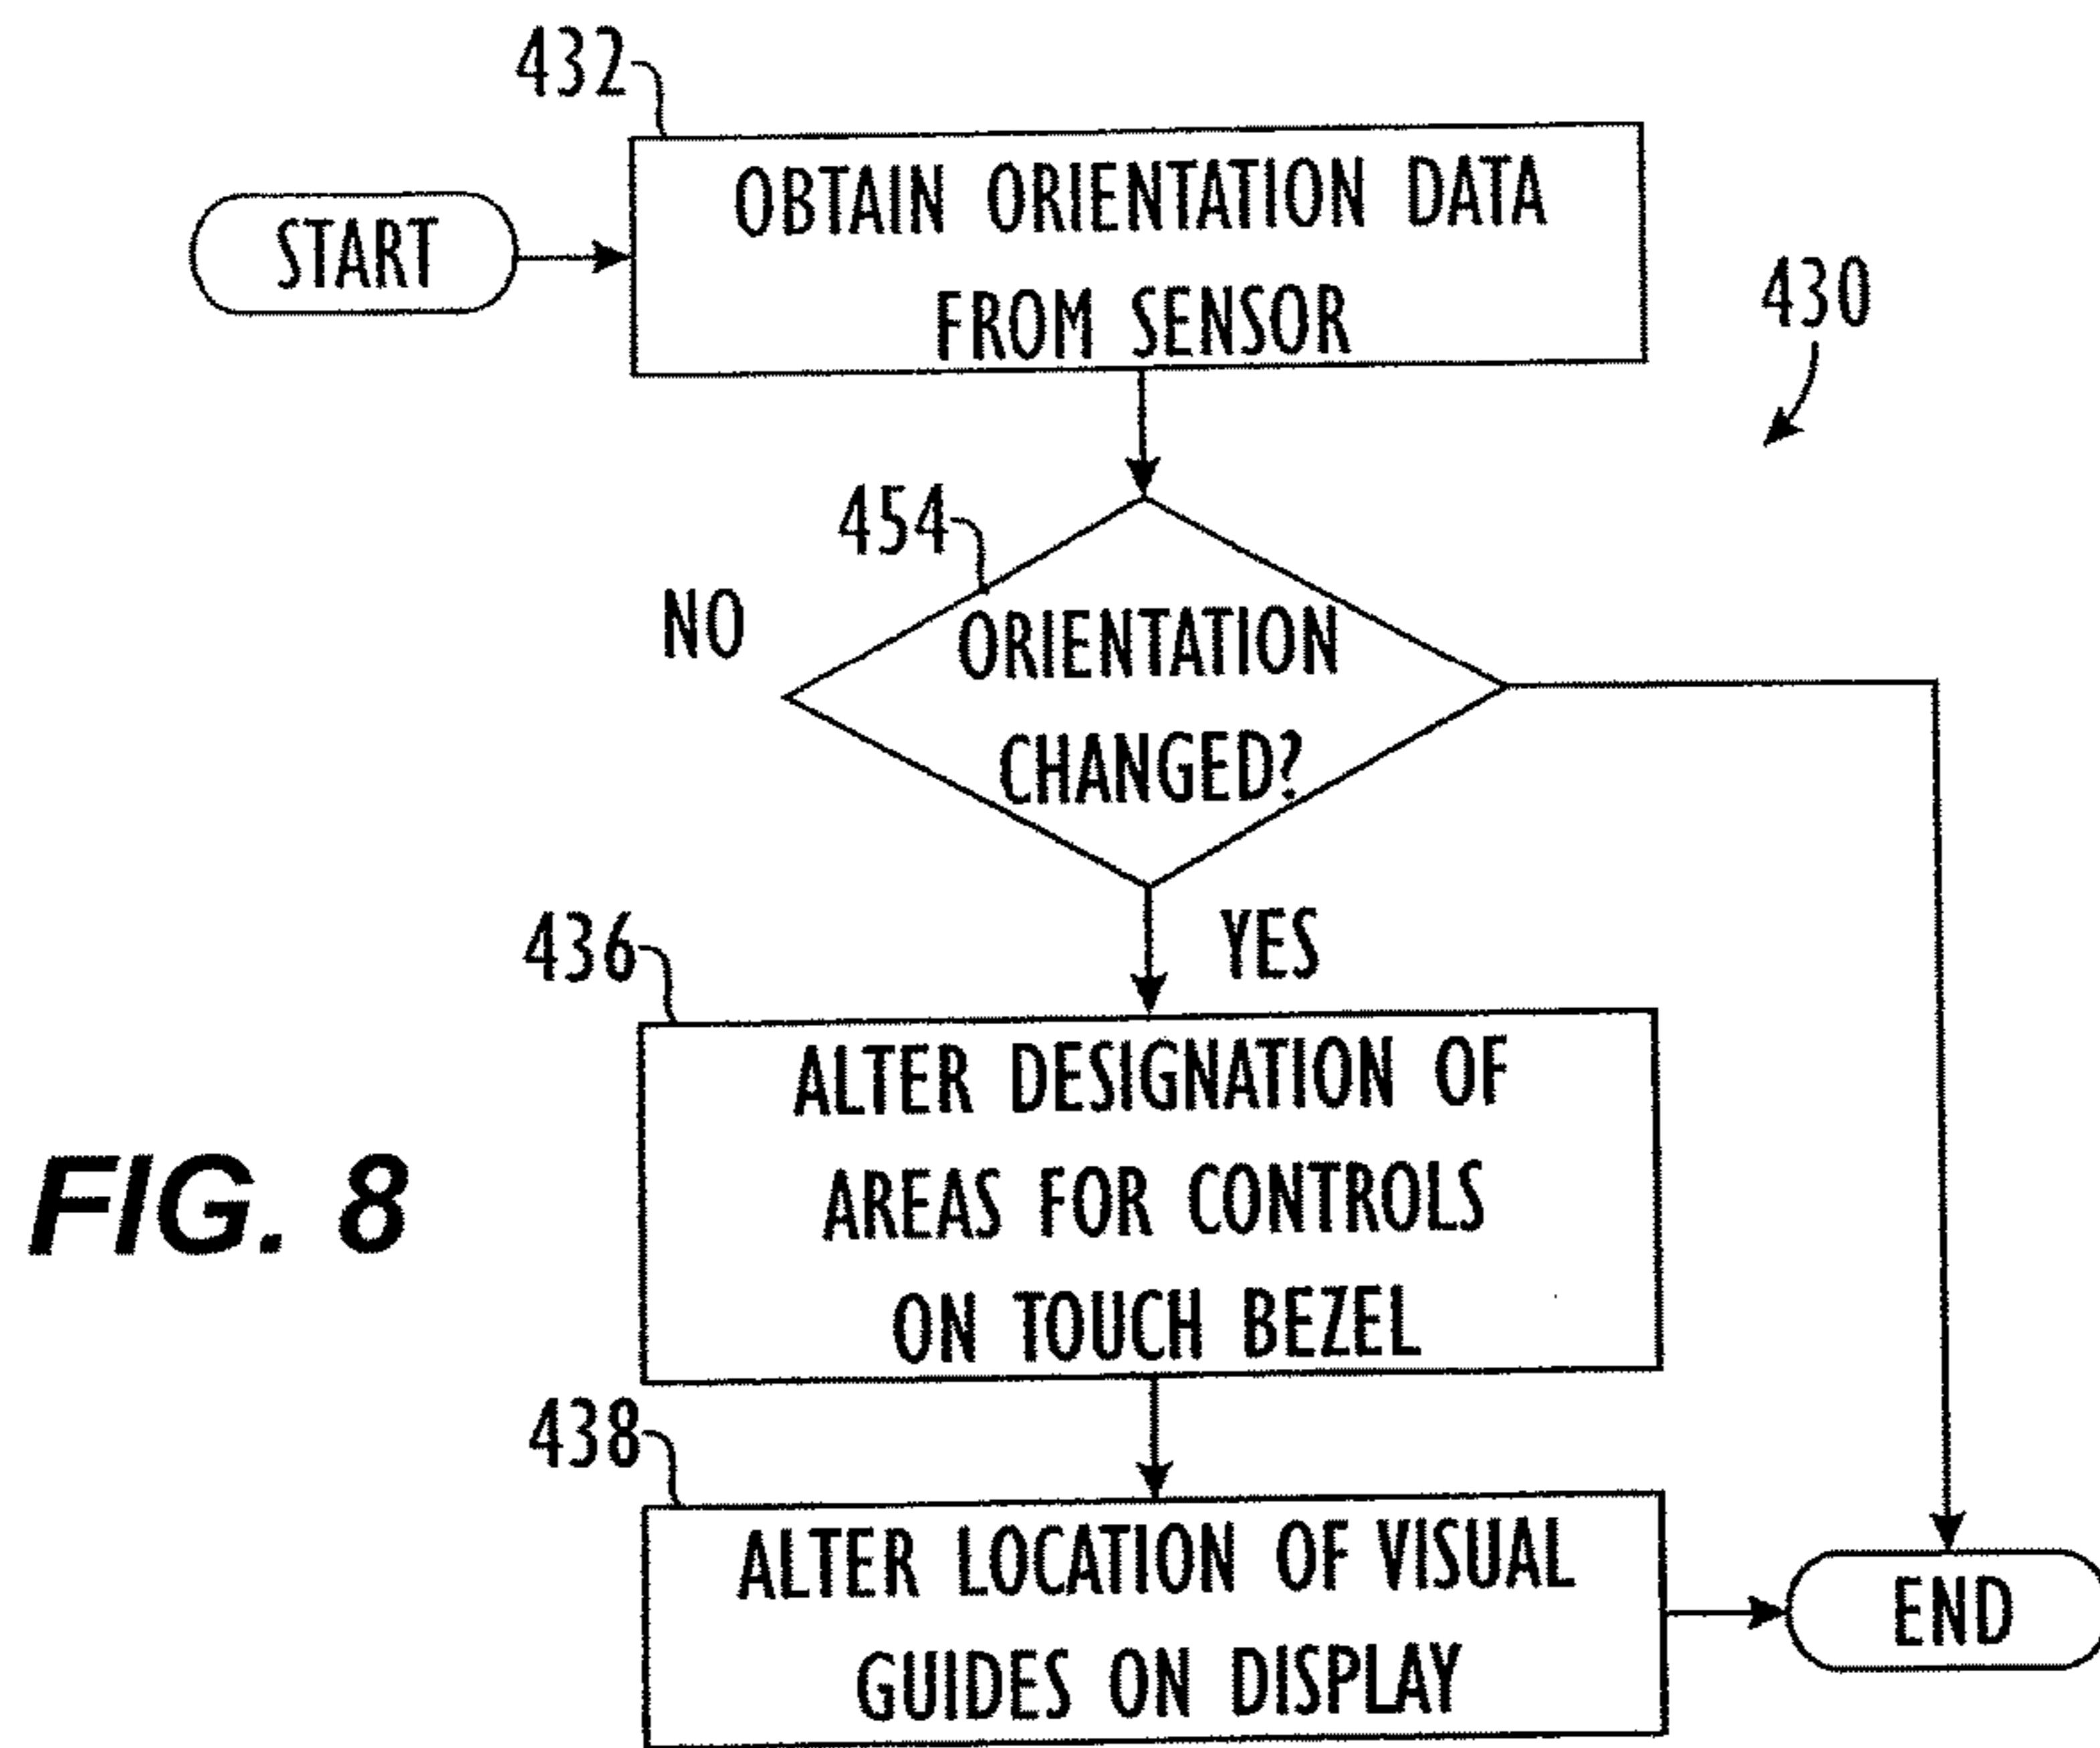 432
OBTAIN ORIENTATION DATA
FROM SENSOR
START
430
454
NO
ORIENTATION
CHANGED?
YES
436
ALTER DESIGNATION OF
AREAS FOR CONTROLS
ON TOUCH BEZEL
FIG. 8
438
ALTER LOCATION OF VISUAL
GUIDES ON DISPLAY
END